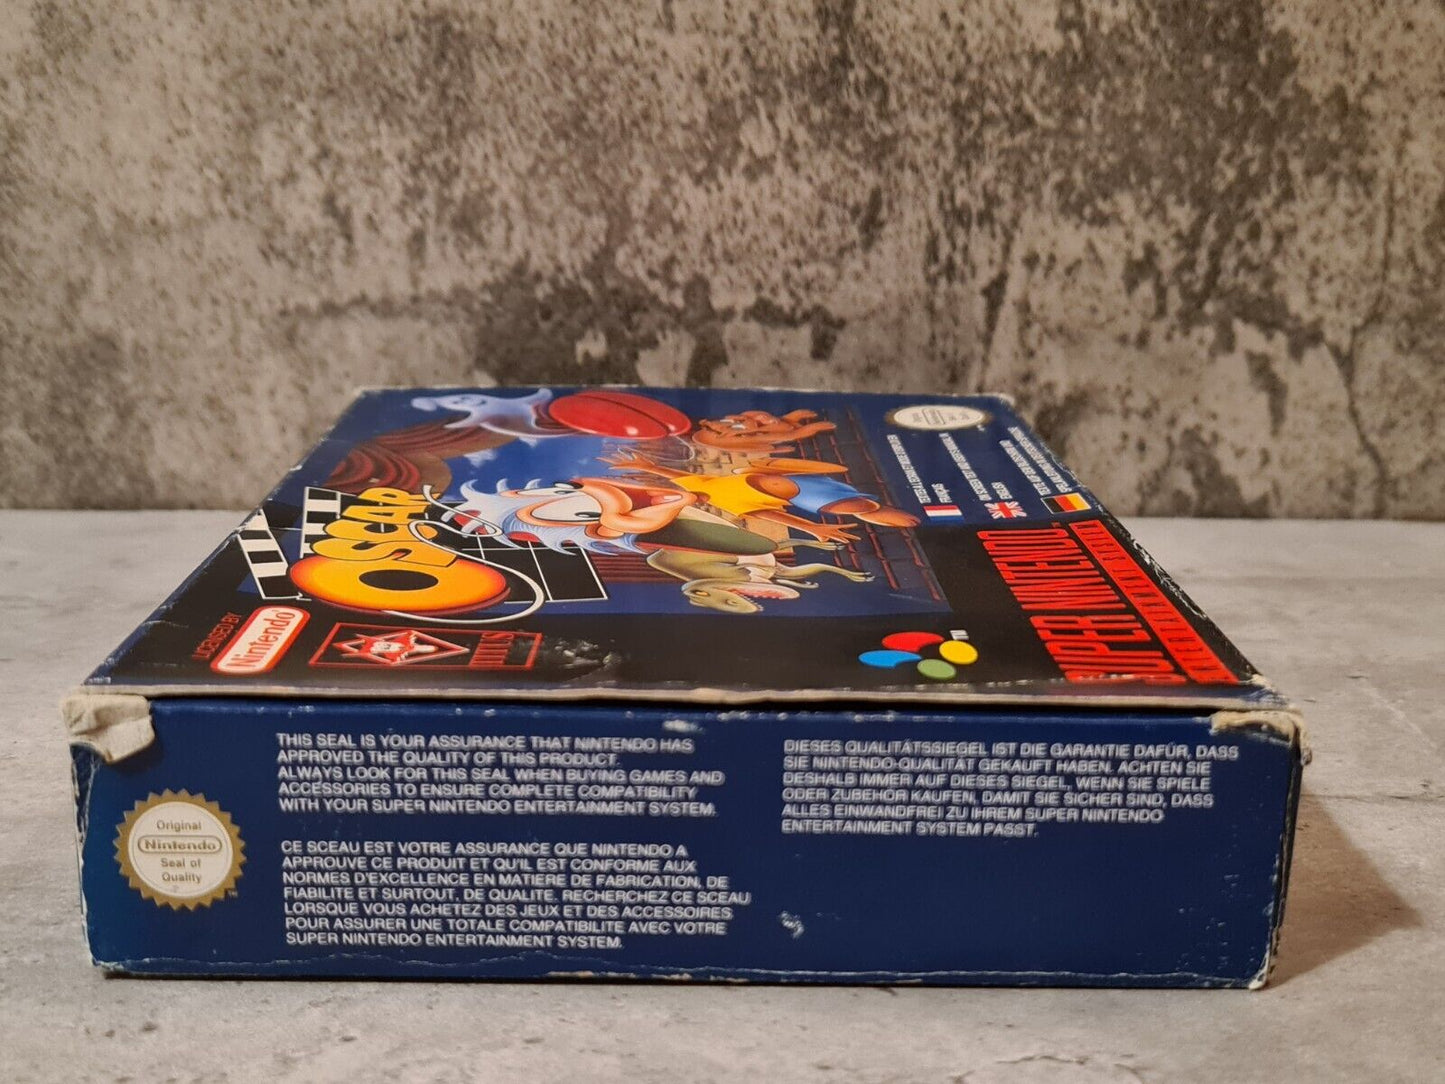 OSCAR
LICENSED BY
Nintendo
TITUS
SUPER NINTENDO
ENTERTAINMENT SYSTEM
TM
Original
Nintendo
Seal of
Quality
TM
THIS SEAL IS YOUR ASSURANCE THAT NINTENDO HAS
APPROVED THE QUALITY OF THIS PRODUCT.
ALWAYS LOOK FOR THIS SEAL WHEN BUYING GAMES AND
ACCESSORIES TO ENSURE COMPLETE COMPATIBILITY
WITH YOUR SUPER NINTENDO ENTERTAINMENT SYSTEM.
CE SCEAU EST VOTRE ASSURANCE QUE NINTENDO A
APPROUVE CE PRODUIT ET QU'IL EST CONFORME AUX
NORMES D'EXCELLENCE EN MATIERE DE FABRICATION, DE
FIABILITE ET SURTOUT, DE QUALITE. RECHERCHEZ CE SCEAU
LORSQUE VOUS ACHETEZ DES JEUX ET DES ACCESSOIRES
POUR ASSURER UNE TOTALE COMPATIBILITE AVEC VOTRE
SUPER NINTENDO ENTERTAINMENT SYSTEM.
DIESES QUALITÄTSSIEGEL IST DIE GARANTIE DAFÜR, DASS
SIE NINTENDO-QUALITÄT GEKAUFT HABEN. ACHTEN SIE
DESHALB IMMER AUF DIESES SIEGEL, WENN SIE SPIELE
ODER ZUBEHÖR KAUFEN, DAMIT SIE SICHER SIND, DASS
ALLES EINWANDFREI ZU IHREM SUPER NINTENDO
ENTERTAINMENT SYSTEM PASST.